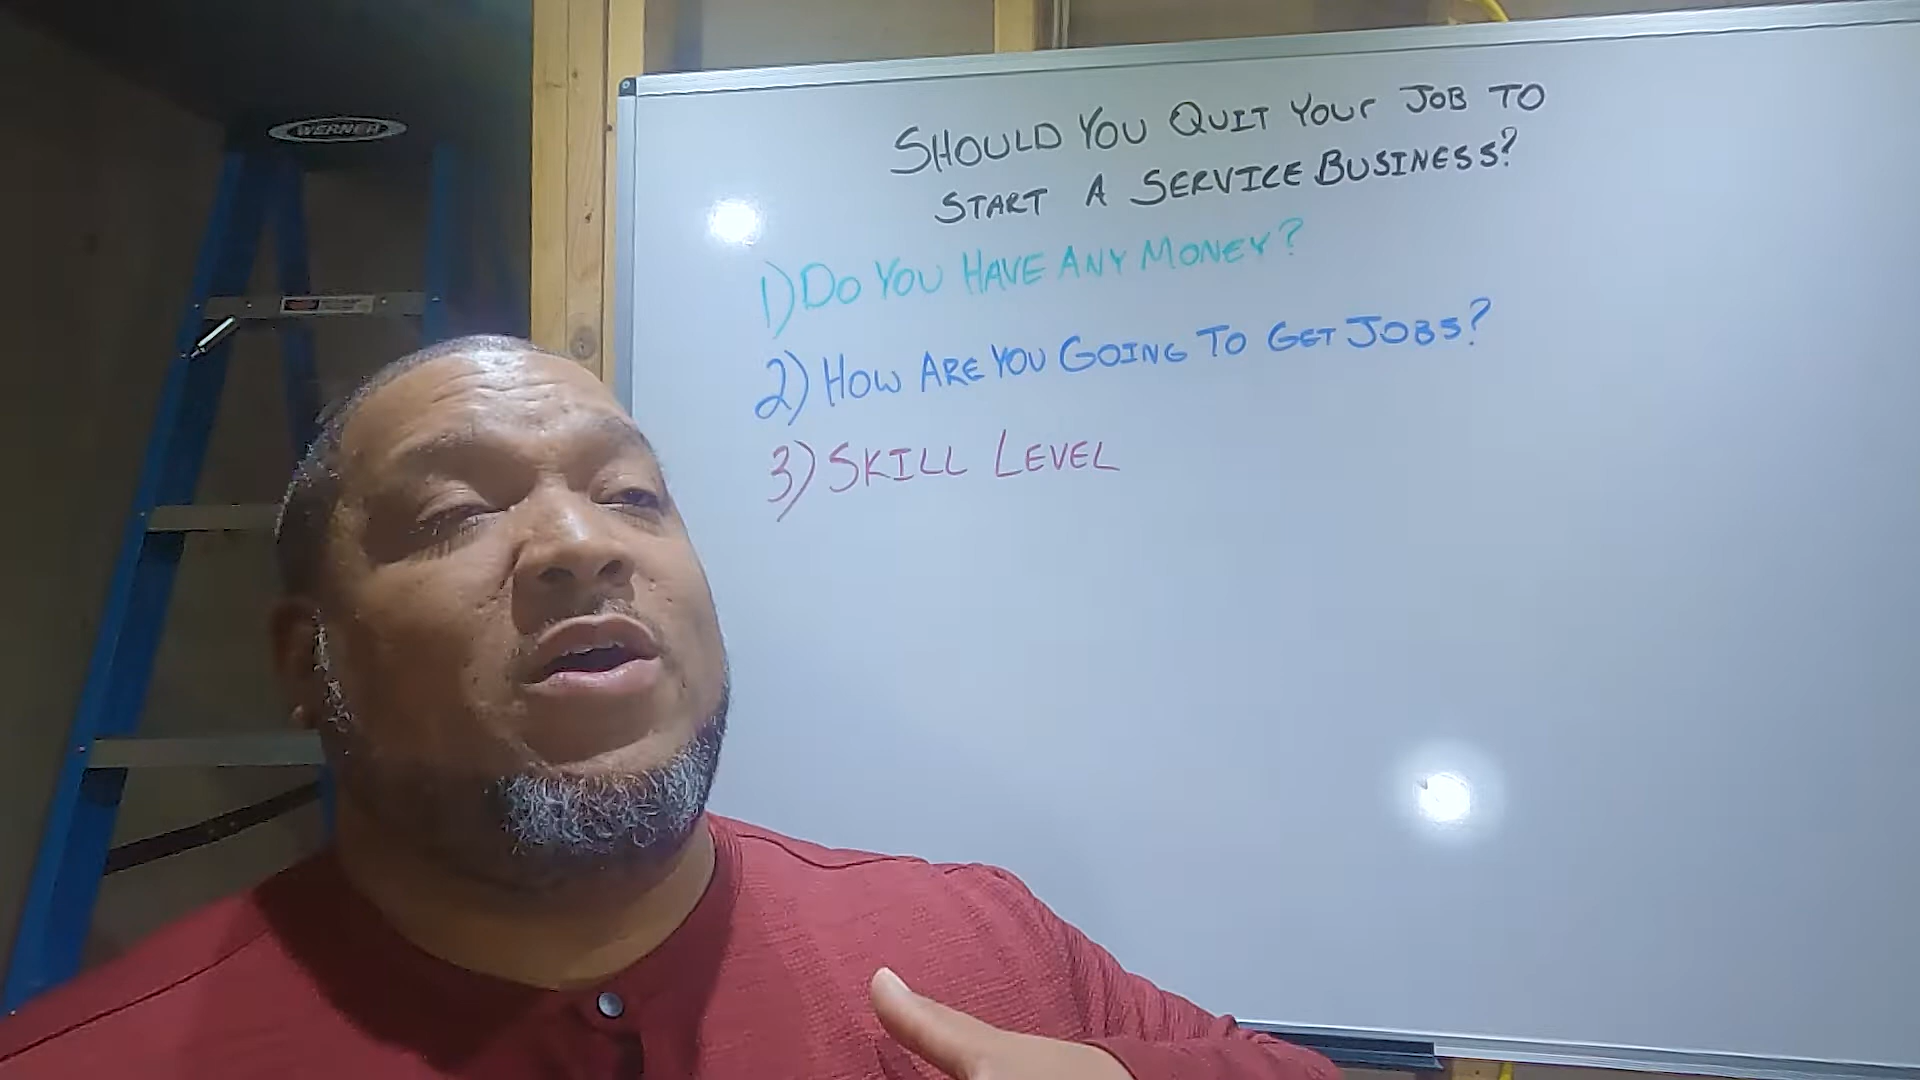 WERNER
SHOULD YOU QUIT YOUr JOB TO
START A SERVICE BUSINESS?
1) DO YOU HAVE ANY MONEY?
2) HOW ARE YOU GOING TO GET JOBS?
3) SKILL LEVEL